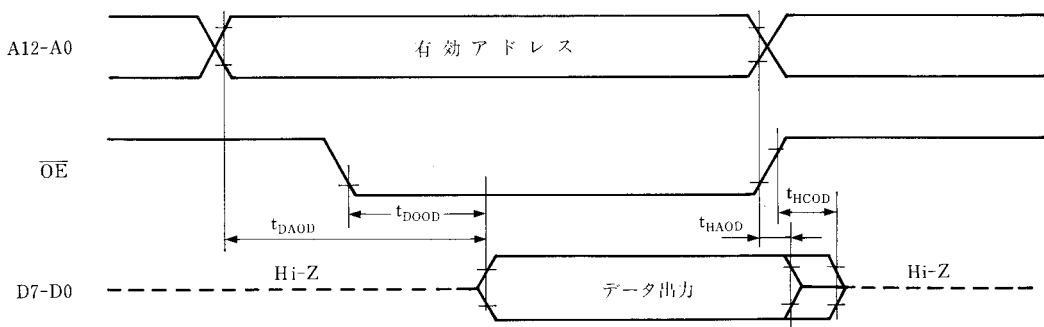 A12-A0
有効アドレス
O̅E̅
tDOOD
tHCOD
tDAOD
tHAOD
Hi-Z
Hi-Z
D7-D0
データ出力